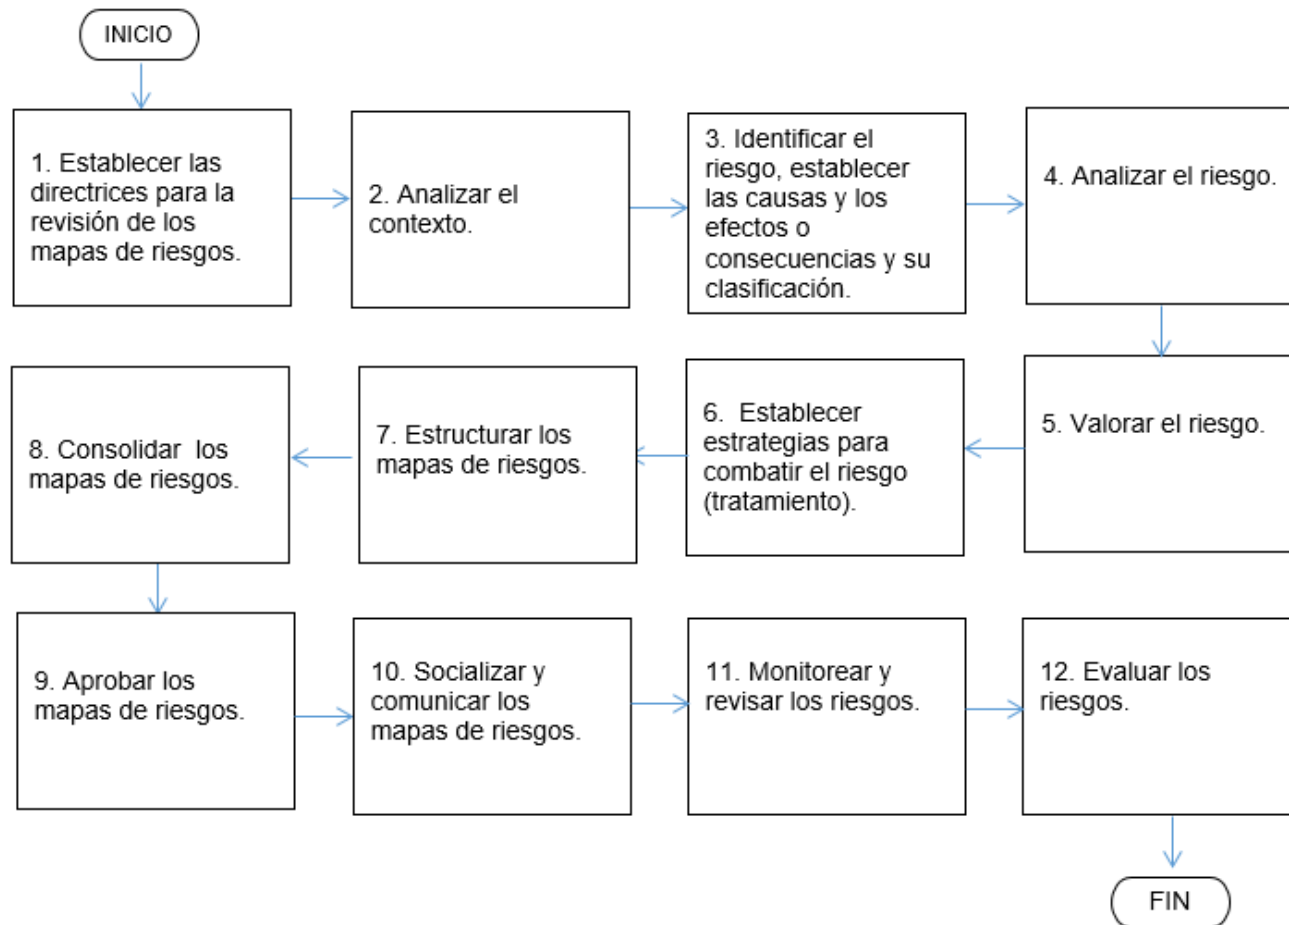 INICIO
1. Establecer las
directrices para la
revisión de los
mapas de riesgos.
2. Analizar el
contexto.
3. Identificar el
riesgo, establecer
las causas y los
efectos o
consecuencias y su
clasificación.
4. Analizar el riesgo.
5. Valorar el riesgo.
6. Establecer
estrategias para
combatir el riesgo
(tratamiento).
7. Estructurar los
mapas de riesgos.
8. Consolidar los
mapas de riesgos.
9. Aprobar los
mapas de riesgos.
10. Socializar y
comunicar los
mapas de riesgos.
11. Monitorear y
revisar los riesgos.
12. Evaluar los
riesgos.
FIN